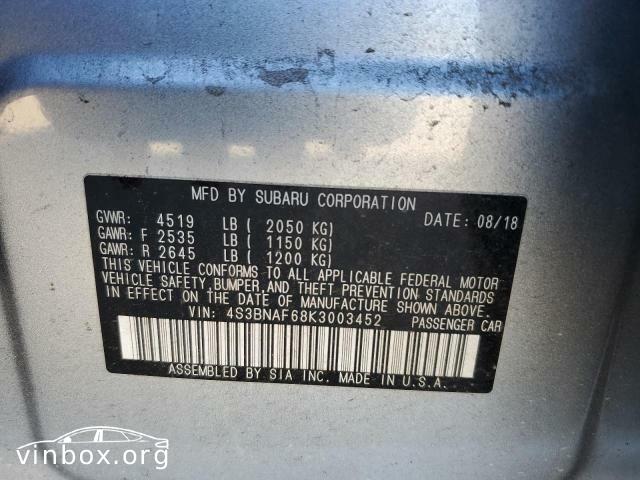 MFD BY SUBARU CORPORATION
GVWR: 4519 LB ( 2050 KG) DATE: 08/18
GAWR: F 2535 LB ( 1150 KG)
GAWR: R 2645 LB ( 1200 KG)
THIS VEHICLE CONFORMS TO ALL APPLICABLE FEDERAL MOTOR
VEHICLE SAFETY, BUMPER, AND THEFT PREVENTION STANDARDS
IN EFFECT ON THE DATE OF MANUFACTURE SHOWN ABOVE.
VIN: 4S3BNAF68K3003452 PASSENGER CAR
ASSEMBLED BY SIA INC. MADE IN U.S.A.
vinbox.org